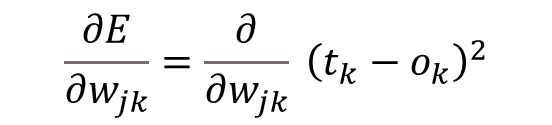 ∂E/∂w_jk = ∂/∂w_jk (t_k − o_k)²